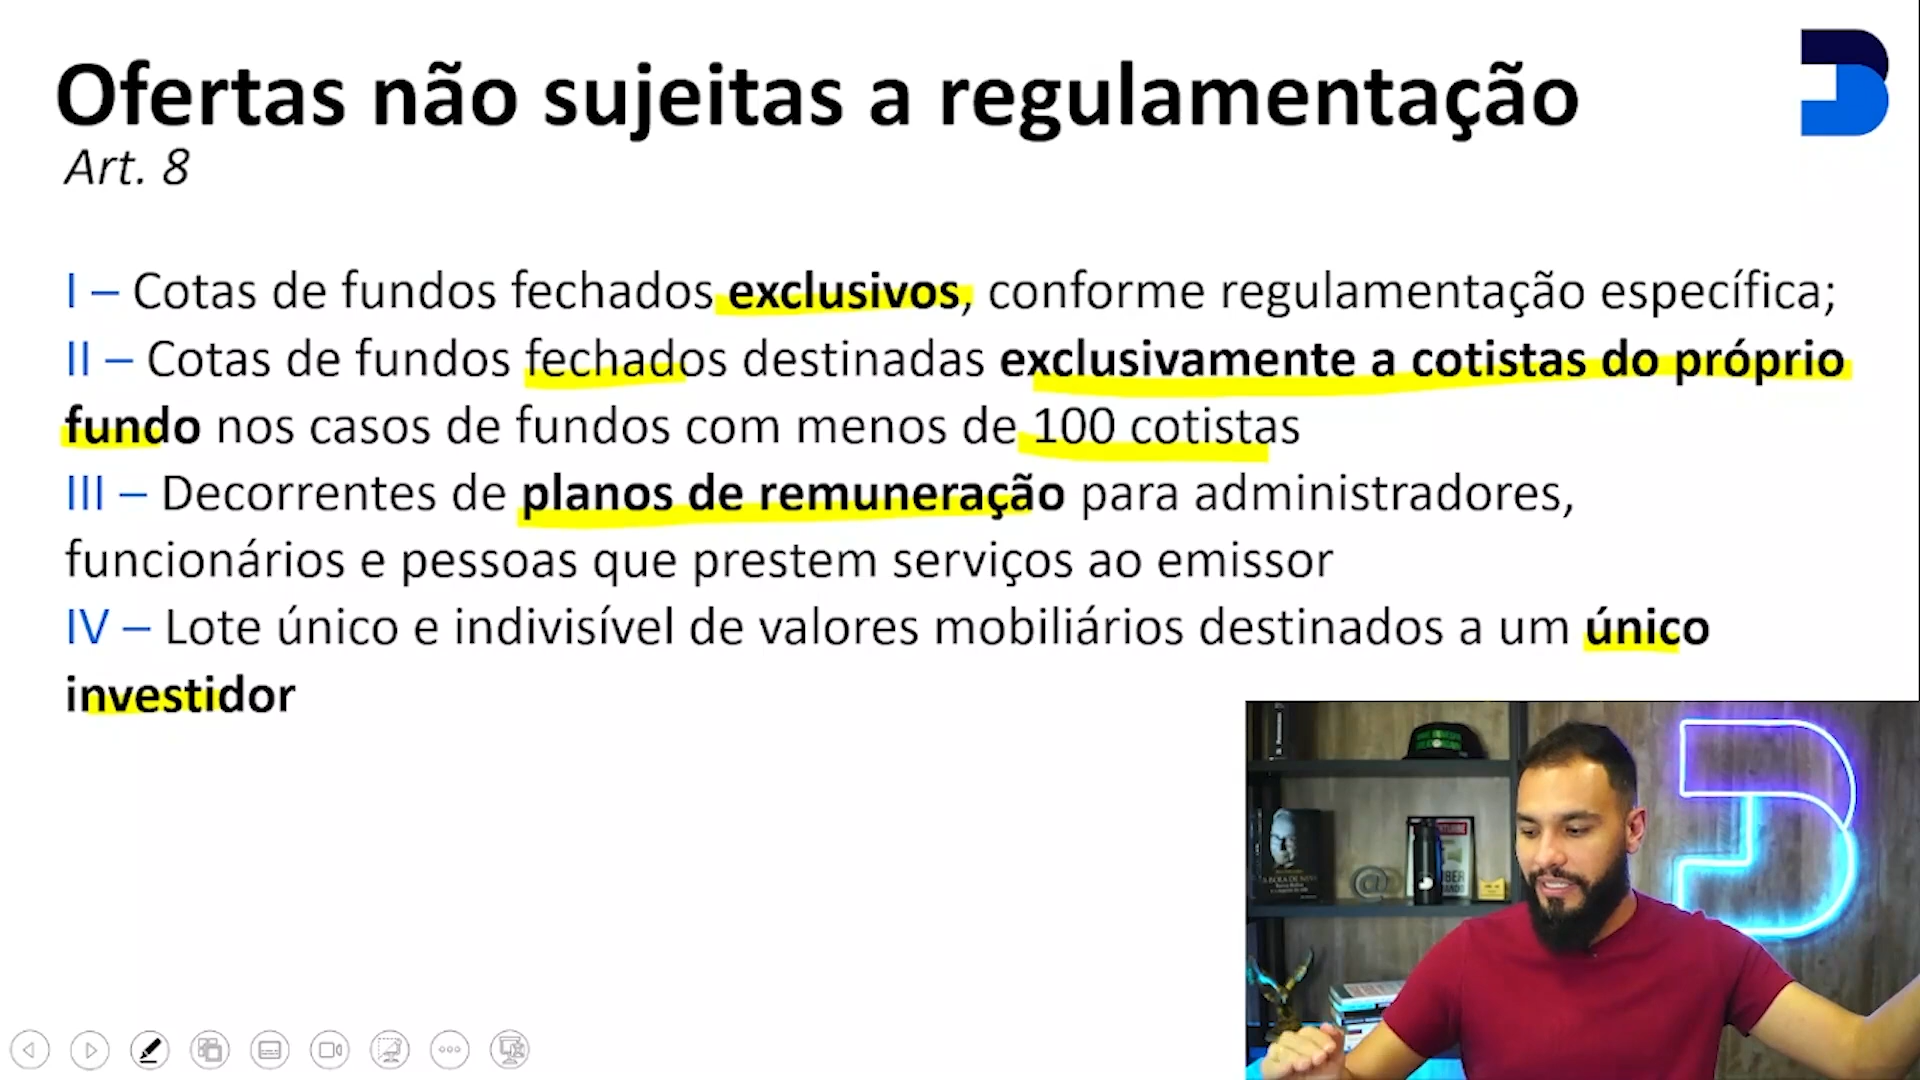 Ofertas não sujeitas a regulamentação
Art. 8
I – Cotas de fundos fechados exclusivos, conforme regulamentação específica;
II – Cotas de fundos fechados destinadas exclusivamente a cotistas do próprio
fundo nos casos de fundos com menos de 100 cotistas
III – Decorrentes de planos de remuneração para administradores,
funcionários e pessoas que prestem serviços ao emissor
IV – Lote único e indivisível de valores mobiliários destinados a um único
investidor